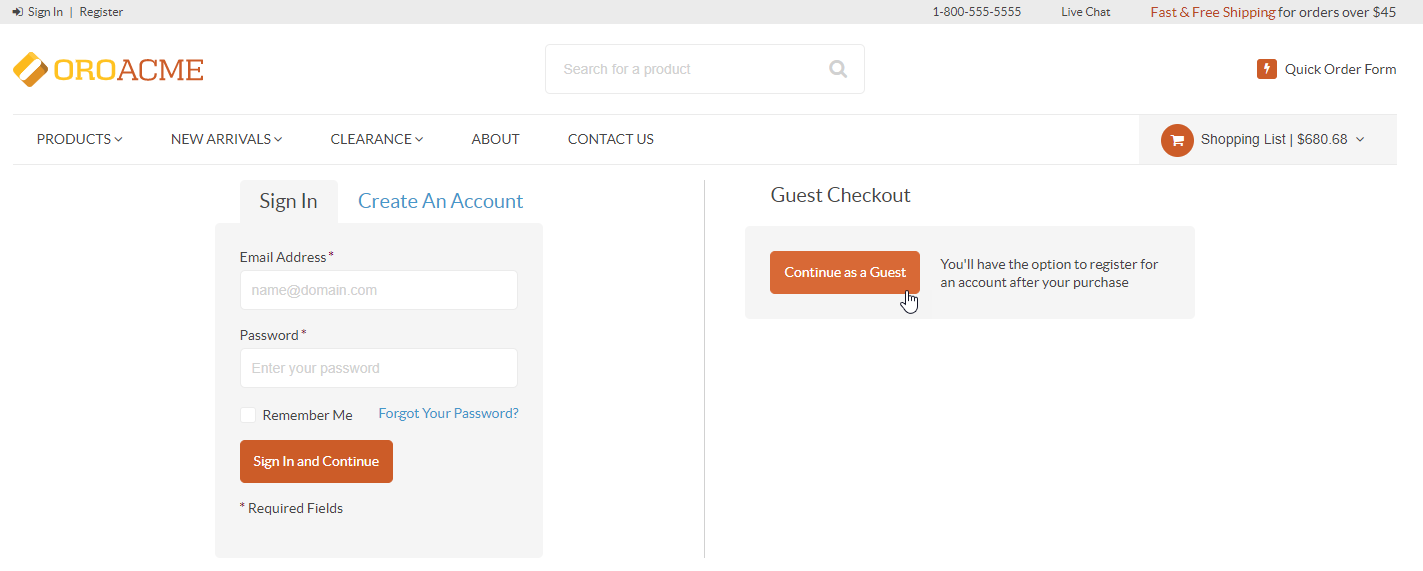 Sign In | Register
1-800-555-5555
Live Chat
Fast & Free Shipping for orders over $45
OROACME
Search for a product
Quick Order Form
PRODUCTS
NEW ARRIVALS
CLEARANCE
ABOUT
CONTACT US
Shopping List | $680.68
Sign In
Create An Account
Email Address *
name@domain.com
Password *
Enter your password
Remember Me
Forgot Your Password?
Sign In and Continue
* Required Fields
Guest Checkout
Continue as a Guest
You'll have the option to register for
an account after your purchase